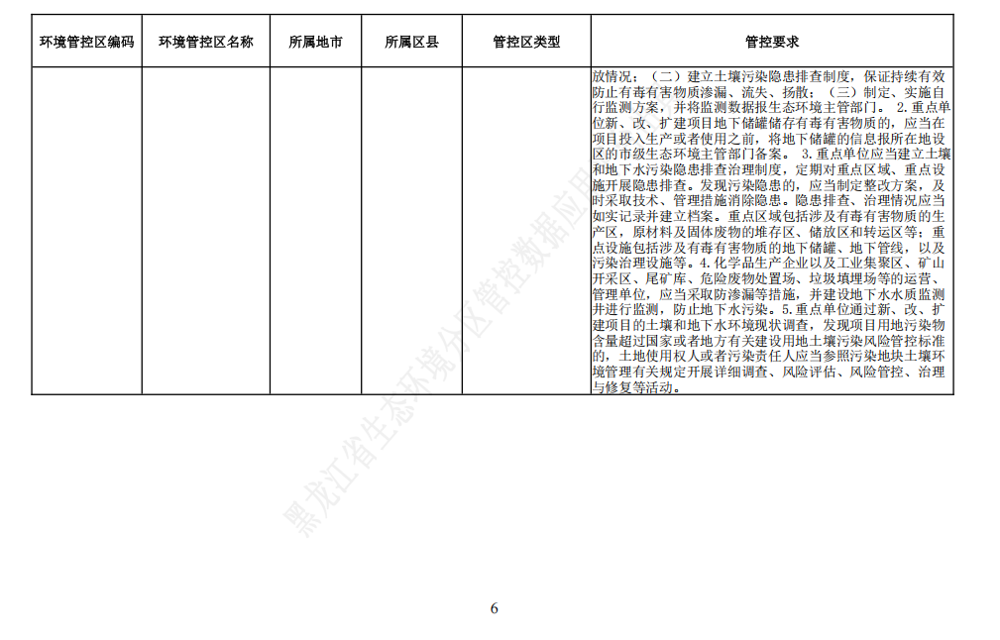 环境管控区编码 环境管控区名称 所属地市 所属区县 管控区类型 管控要求
放情况；（二）建立土壤污染隐患排查制度，保证持续有效
防止有毒有害物质渗漏、流失、扬散；（三）制定、实施自
行监测方案，并将监测数据报生态环境主管部门。 2.重点单
位新、改、扩建项目地下储罐储存有毒有害物质的，应当在
项目投入生产或者使用之前，将地下储罐的信息报所在地设
区的市级生态环境主管部门备案。 3.重点单位应当建立土壤
和地下水污染隐患排查治理制度，定期对重点区域、重点设
施开展隐患排查。发现污染隐患的，应当制定整改方案，及
时采取技术、管理措施消除隐患。隐患排查、治理情况应当
如实记录并建立档案。重点区域包括涉及有毒有害物质的生
产区，原材料及固体废物的堆存区、储放区和转运区等；重
点设施包括涉及有毒有害物质的地下储罐、地下管线，以及
污染治理设施等。4.化学品生产企业以及工业集聚区、矿山
开采区、尾矿库、危险废物处置场、垃圾填埋场等的运营、
管理单位，应当采取防渗漏等措施，并建设地下水水质监测
井进行监测，防止地下水污染。5.重点单位通过新、改、扩
建项目的土壤和地下水环境现状调查，发现项目用地污染物
含量超过国家或者地方有关建设用地土壤污染风险管控标准
的，土地使用权人或者污染责任人应当参照污染地块土壤环
境管理有关规定开展详细调查、风险评估、风险管控、治理
与修复等活动。
黑龙江省生态环境分区管控数据应用
6